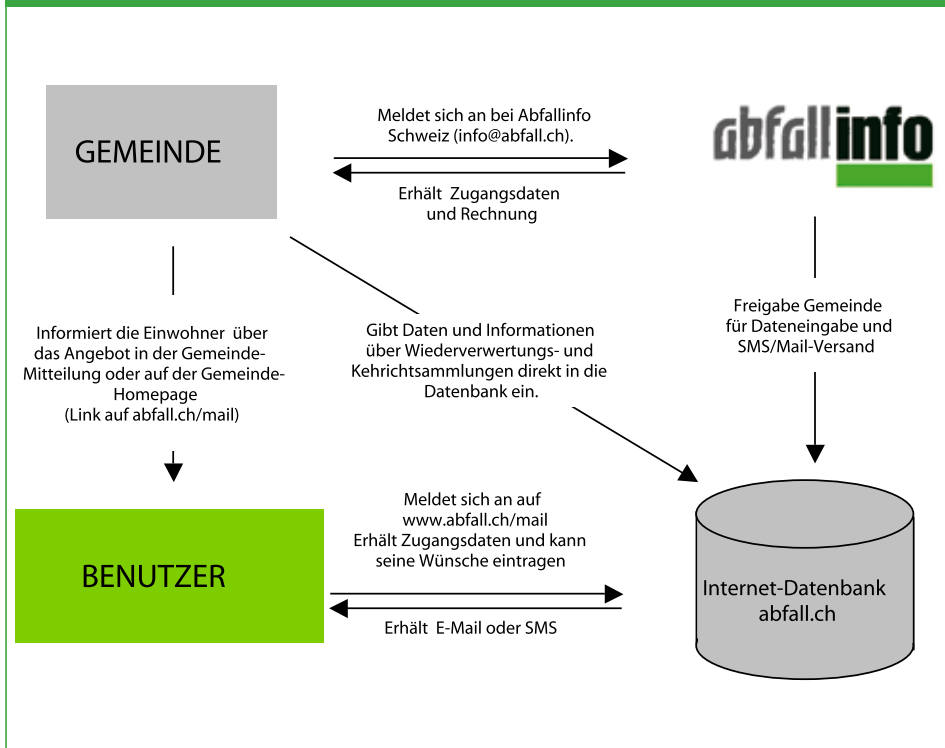 GEMEINDE
Meldet sich an bei Abfallinfo
Schweiz (info@abfall.ch).
Erhält Zugangsdaten
und Rechnung
abfallinfo
Informiert die Einwohner über
das Angebot in der Gemeinde-
Mitteilung oder auf der Gemeinde-
Homepage
(Link auf abfall.ch/mail)
Gibt Daten und Informationen
über Wiederverwertungs- und
Kehrichtsammlungen direkt in die
Datenbank ein.
Freigabe Gemeinde
für Dateneingabe und
SMS/Mail-Versand
BENUTZER
Meldet sich an auf
www.abfall.ch/mail
Erhält Zugangsdaten und kann
seine Wünsche eintragen
Erhält E-Mail oder SMS
Internet-Datenbank
abfall.ch